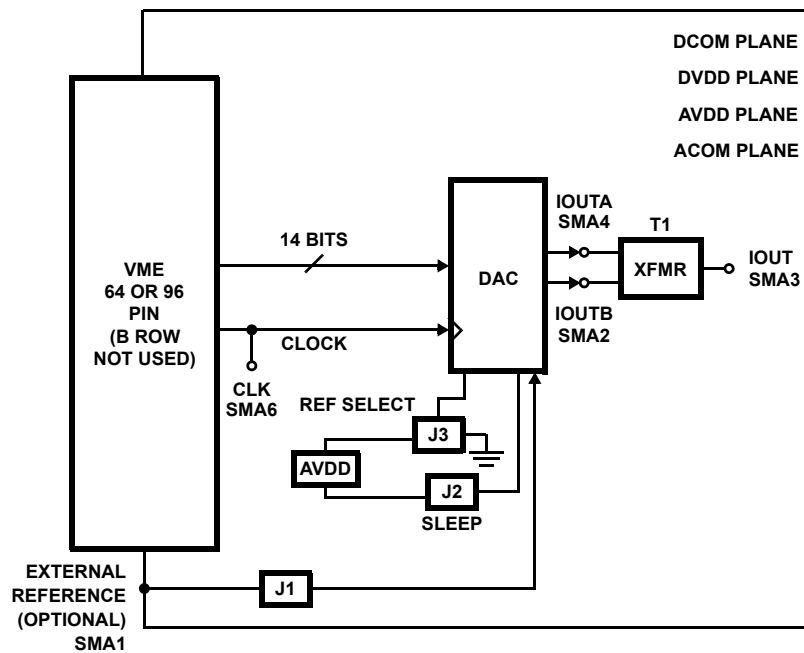 DCOM PLANE
DVDD PLANE
AVDD PLANE
ACOM PLANE
VME
64 OR 96
PIN
(B ROW
NOT USED)
14 BITS
CLOCK
CLK
SMA6
DAC
IOUTA
SMA4
IOUTB
SMA2
T1
XFMR
IOUT
SMA3
REF SELECT
J3
AVDD
J2
SLEEP
J1
EXTERNAL
REFERENCE
(OPTIONAL)
SMA1